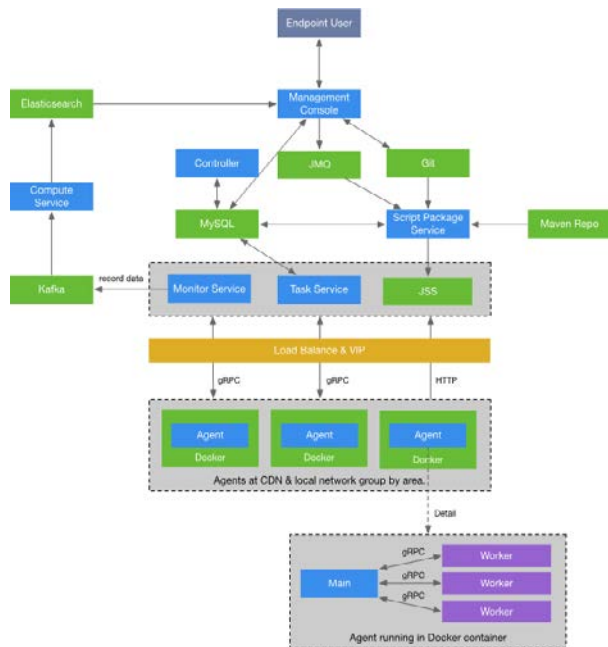 Endpoint User
Elasticsearch
Management
Console
Controller
JMQ
Git
Compute
Service
MySQL
Script Package
Service
Maven Repo
record data
Kafka
Monitor Service
Task Service
JSS
Load Balance & VIP
gRPC
gRPC
HTTP
Agent
Agent
Agent
Docker
Docker
Docker
Agents at CDN & local network group by area.
Detail
gRPC
Worker
Main
gRPC
Worker
gRPC
Worker
Agent running in Docker container